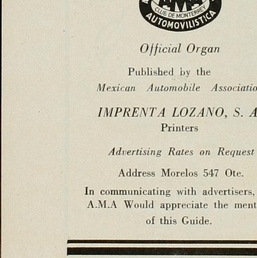 CLUB DE MONTERREY
AUTOMOVILISTICA
Official Organ
Published by the
Mexican Automobile Associatio
IMPRENTA LOZANO, S. A
Printers
Advertising Rates on Request
Address Morelos 547 Ote.
In communicating with advertisers,
A.M.A Would appreciate the ment
of this Guide.